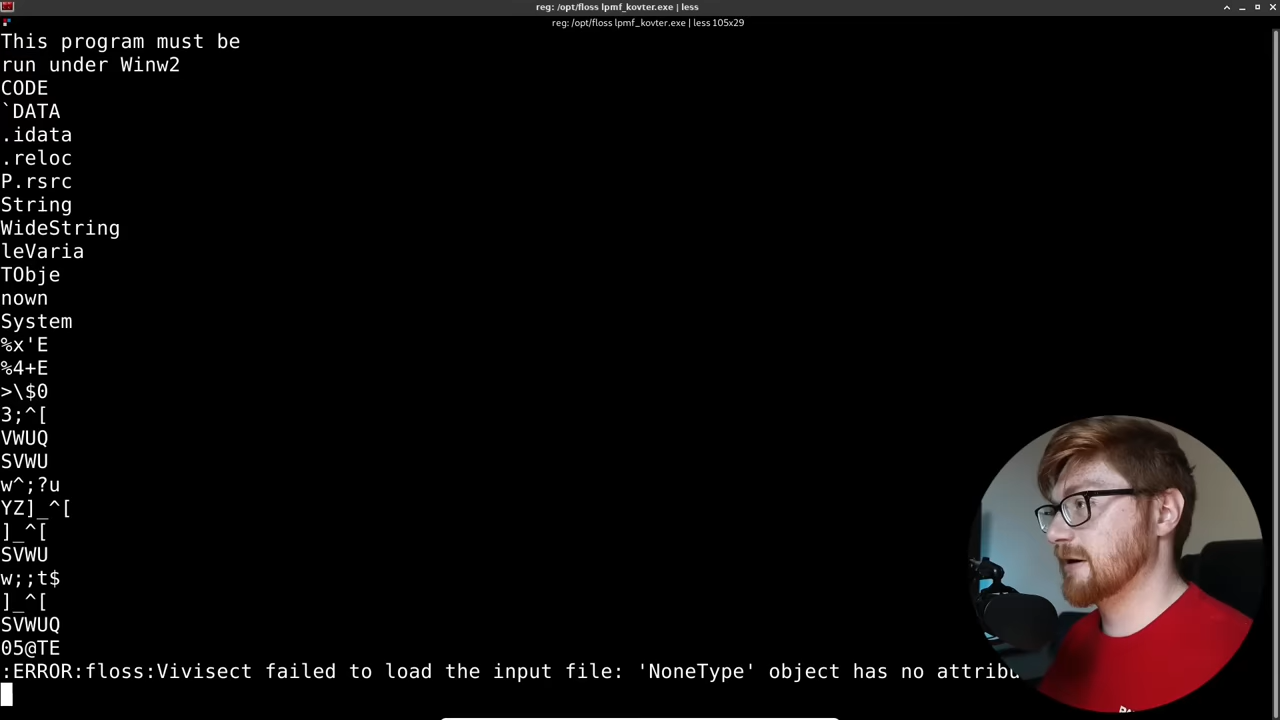 reg: /opt/floss lpmf_kovter.exe | less
reg: /opt/floss lpmf_kovter.exe | less 105x29
This program must be
run under Winw2
CODE
`DATA
.idata
.reloc
P.rsrc
String
WideString
leVaria
TObje
nown
System
%x'E
%4+E
>\$0
3;^[
VWUQ
SVWU
w^;?u
YZ]_^[
]_^[
SVWU
w;;t$
]_^[
SVWUQ
05@TE
:ERROR:floss:Vivisect failed to load the input file: 'NoneType' object has no attribu